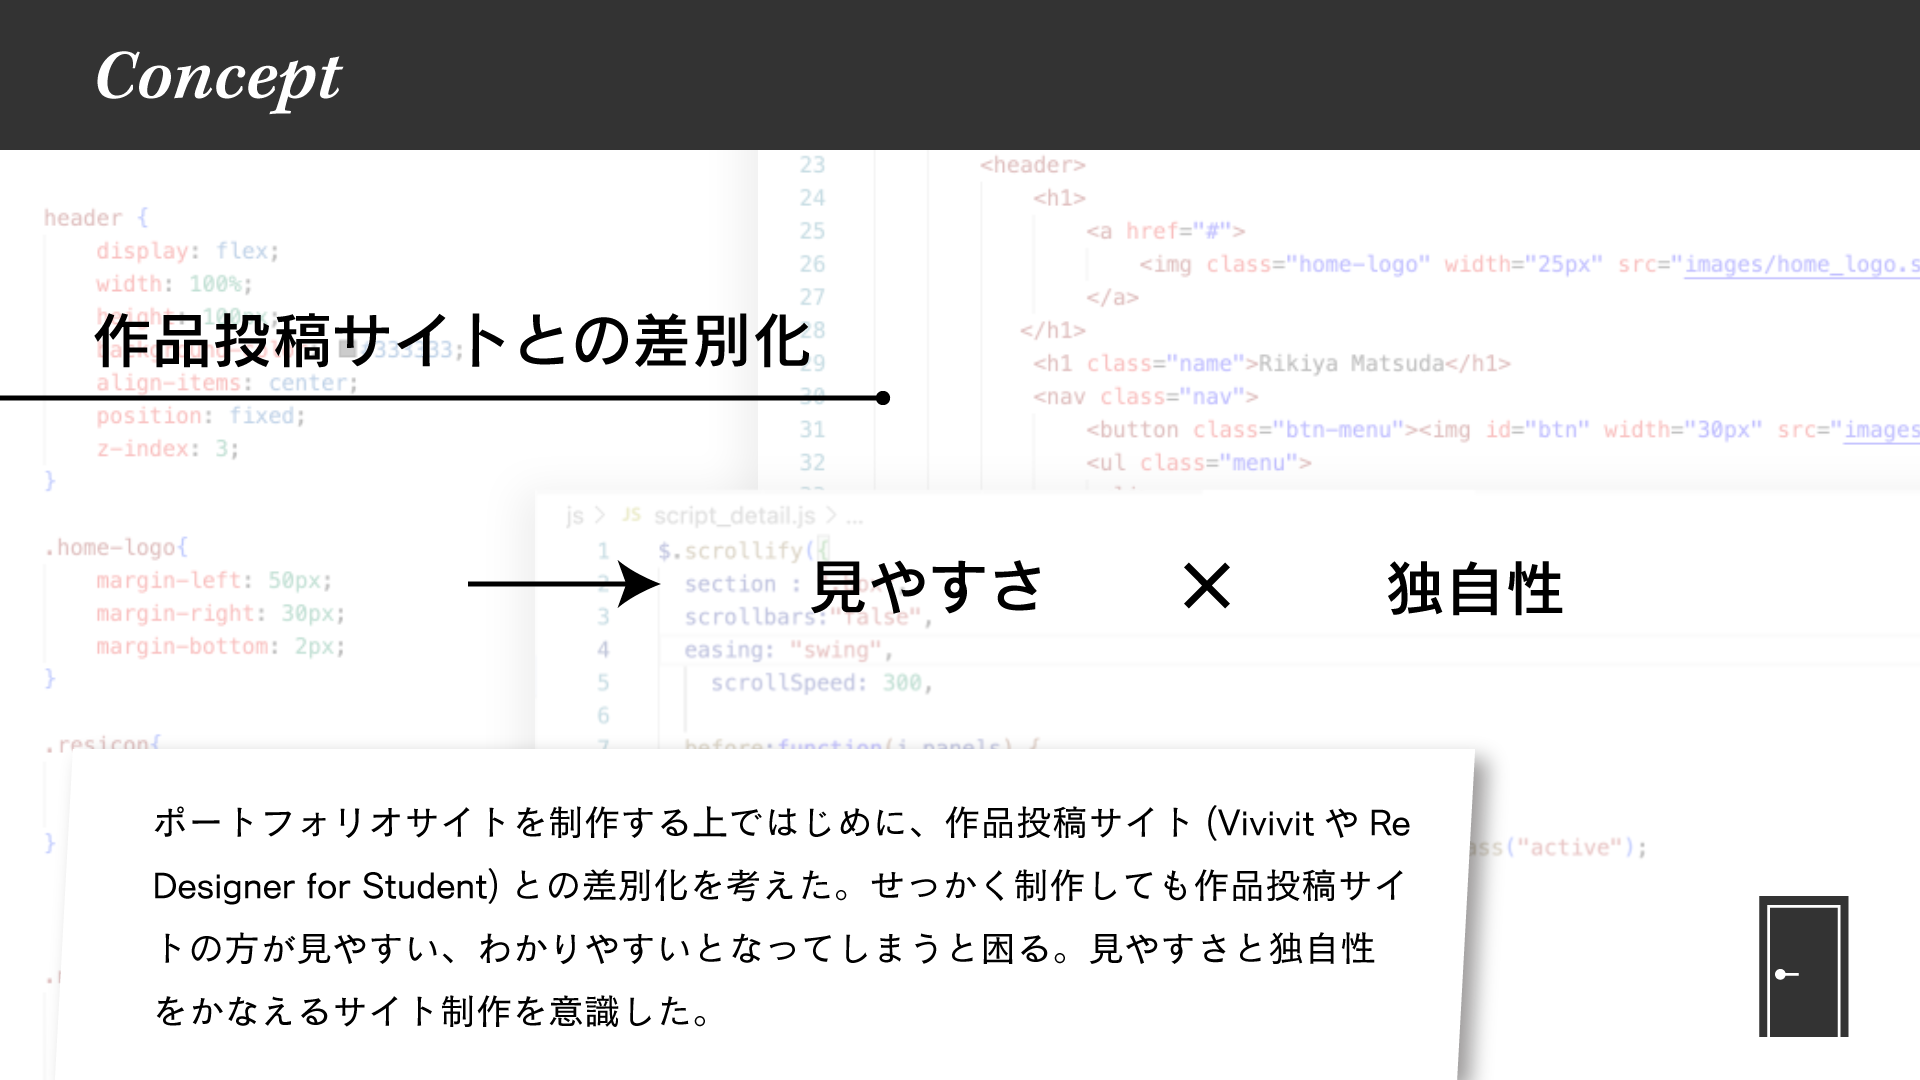 Concept
header {
display: flex;
width: 100%;
align-items: center;
position: fixed;
z-index: 3;
}
.home-logo{
margin-left: 50px;
margin-right: 30px;
margin-bottom: 2px;
}
.resicon{
}
23 <header>
24 <h1>
25 <a href="#">
26 <img class="home-logo" width="25px" src="images/home_logo.s
27 </a>
28 </h1>
29 <h1 class="name">Rikiya Matsuda</h1>
30 <nav class="nav">
31 <button class="btn-menu"><img id="btn" width="30px" src="images
32 <ul class="menu">
作品投稿サイトとの差別化
js > JS script_detail.js > ...
1 $.scrollify({
2 section :
3 scrollbars:"false",
4 easing: "swing",
5 scrollSpeed: 300,
6
7 before:function(i,panels) {
見やすさ × 独自性
ass("active");
ポートフォリオサイトを制作する上ではじめに、作品投稿サイト (Vivivit や Re
Designer for Student) との差別化を考えた。せっかく制作しても作品投稿サイ
トの方が見やすい、わかりやすいとなってしまうと困る。見やすさと独自性
をかなえるサイト制作を意識した。